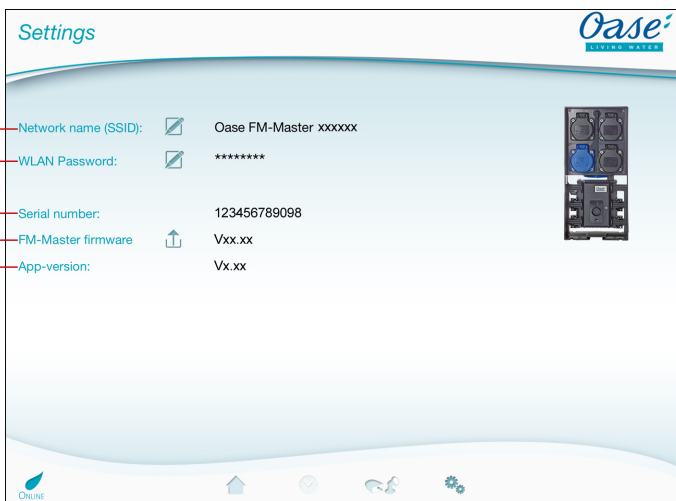 Settings
Oase
LIVING WATER
Network name (SSID): Oase FM-Master xxxxxx
WLAN Password: ********
Serial number: 123456789098
FM-Master firmware Vxx.xx
App-version: Vx.xx
ONLINE